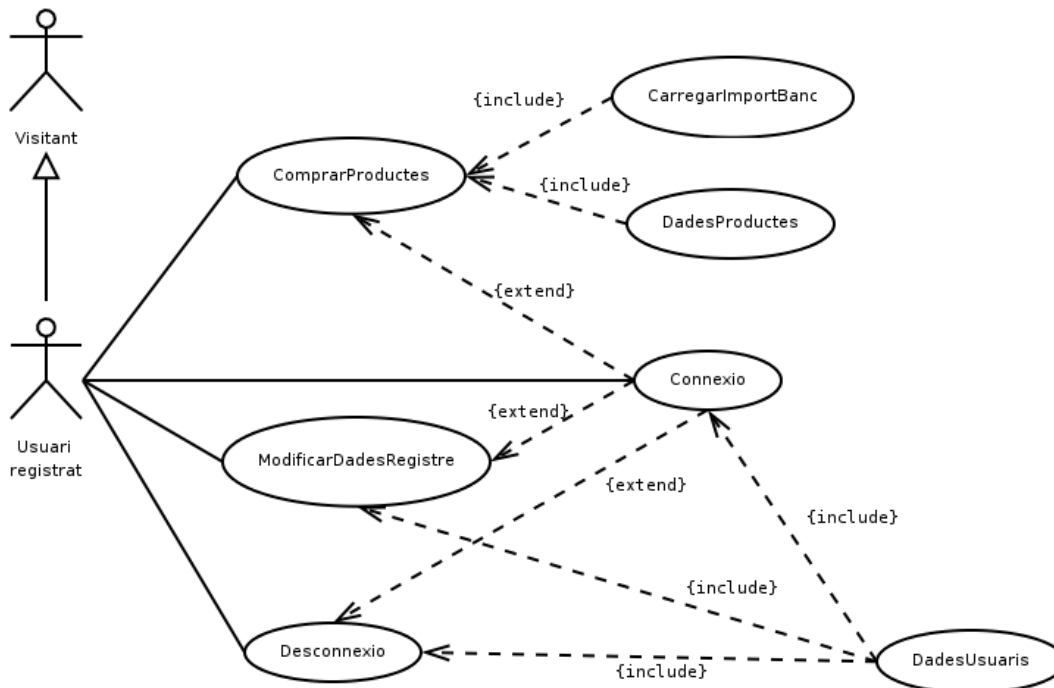 Visitant
{include}
CarregarImportBanc
ComprarProductes
{include}
DadesProductes
{extend}
Connexio
{extend}
Usuari
registrat
ModificarDadesRegistre
{extend}
{include}
{include}
Desconnexio
{include}
DadesUsuaris